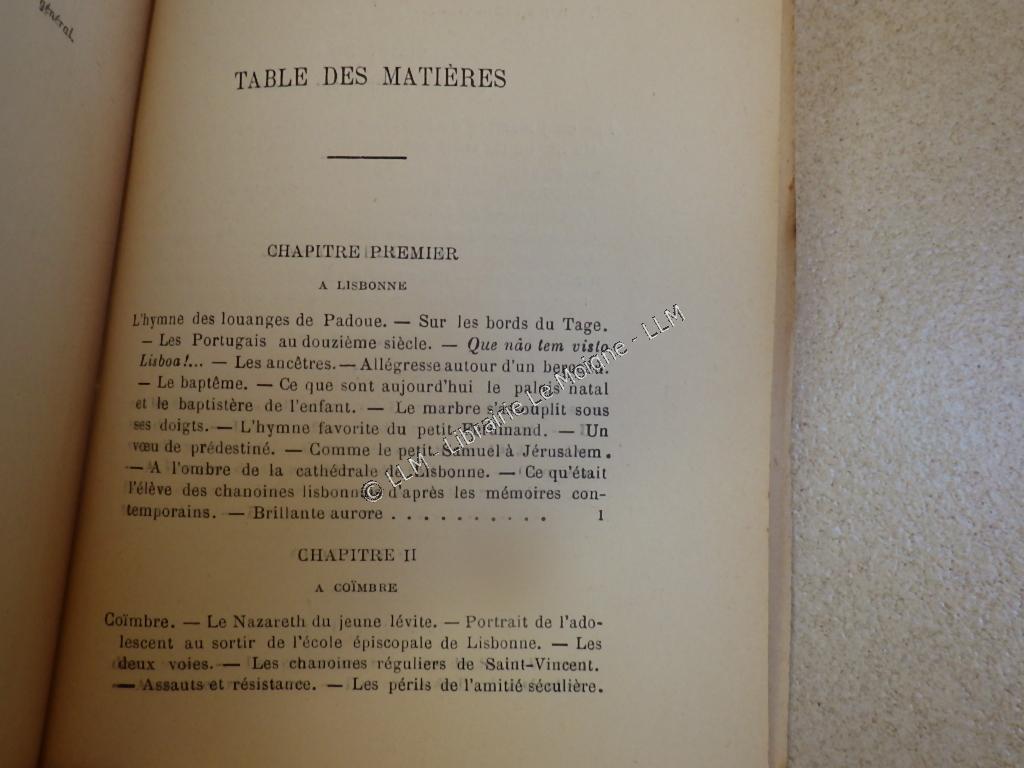 général.
TABLE DES MATIÈRES
CHAPITRE PREMIER
A LISBONNE
L'hymne des louanges de Padoue. — Sur les bords du Tage.
— Les Portugais au douzième siècle. — Que não tem visto
Lisboa!... — Les ancêtres. — Allégresse autour d'un berceau.
— Le baptême. — Ce que sont aujourd'hui le palais natal
et le baptistère de l'enfant. — Le marbre s'assouplit sous
ses doigts. — L'hymne favorite du petit Ferdinand. — Un
vœu de prédestiné. — Comme le petit Samuel à Jérusalem.
— A l'ombre de la cathédrale de Lisbonne. — Ce qu'était
l'élève des chanoines lisbonnais d'après les mémoires con-
temporains. — Brillante aurore . . . . . . . . . . 1
CHAPITRE II
A COÏMBRE
Coïmbre. — Le Nazareth du jeune lévite. — Portrait de l'ado-
lescent au sortir de l'école épiscopale de Lisbonne. — Les
deux voies. — Les chanoines réguliers de Saint-Vincent.
— Assauts et résistance. — Les périls de l'amitié séculière.
© LLM - Librairie Le Moigne - LLM